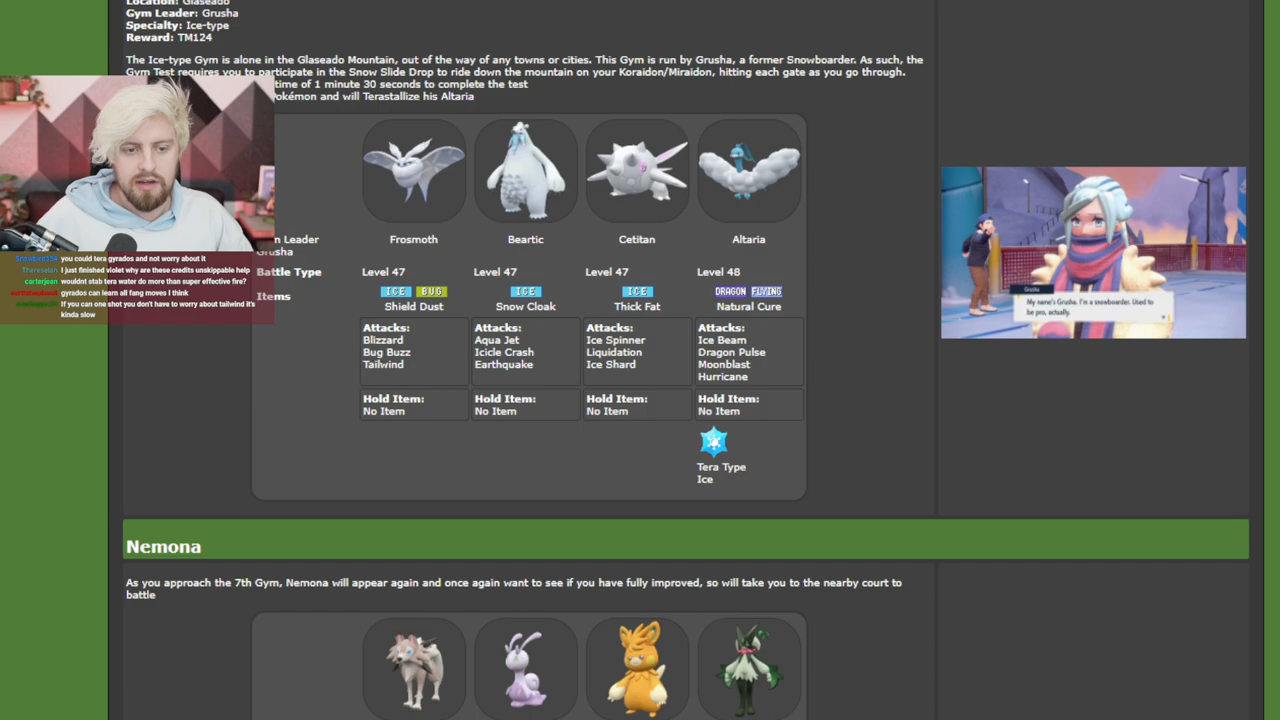 Location: Glaseado
Gym Leader: Grusha
Specialty: Ice-type
Reward: TM124
The Ice-type Gym is alone in the Glaseado Mountain, out of the way of any towns or cities. This Gym is run by Grusha, a former Snowboarder. As such, the
Gym Test requires you to participate in the Snow Slide Drop to ride down the mountain on your Koraidon/Miraidon, hitting each gate as you go through.
time of 1 minute 30 seconds to complete the test
Pokémon and will Terastallize his Altaria
you could tera gyrados and not worry about it
I just finished violet why are these credits unskippable help
carterjean wouldnt stab tera water do more than super effective fire?
gyrados can learn all fang moves I think
If you can one shot you don't have to worry about tailwind it's
kinda slow
Leader
Grusha
Frosmoth Beartic Cetitan Altaria
Battle Type
Level 47 Level 47 Level 47 Level 48
ICE BUG ICE ICE DRAGON FLYING
Items
Shield Dust Snow Cloak Thick Fat Natural Cure
Attacks: Attacks: Attacks: Attacks:
Blizzard Aqua Jet Ice Spinner Ice Beam
Bug Buzz Icicle Crash Liquidation Dragon Pulse
Tailwind Earthquake Ice Shard Moonblast
Hurricane
Hold Item: Hold Item: Hold Item: Hold Item:
No Item No Item No Item No Item
Tera Type
Ice
Grusha
My name's Grusha. I'm a snowboarder. Used to
be pro, actually.
Nemona
As you approach the 7th Gym, Nemona will appear again and once again want to see if you have fully improved, so will take you to the nearby court to
battle